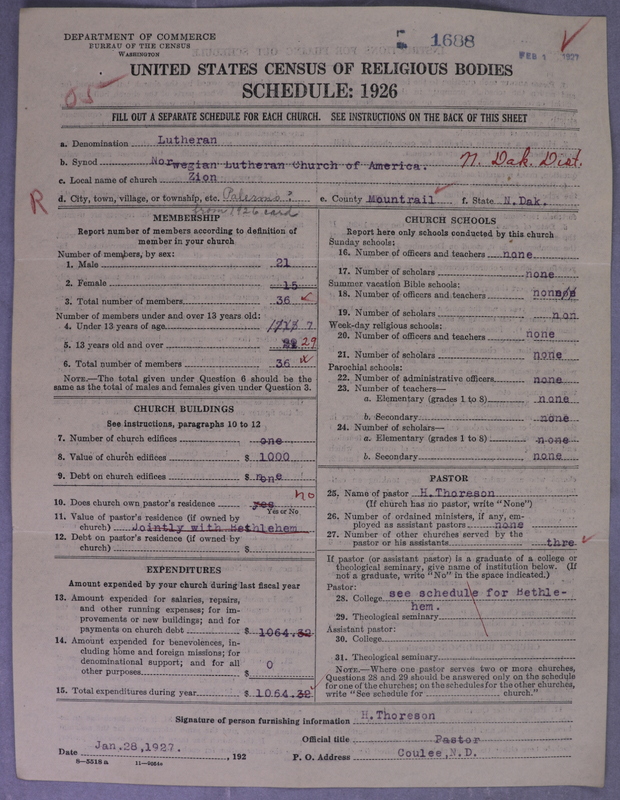 DEPARTMENT OF COMMERCE
BUREAU OF THE CENSUS
WASHINGTON
1688
FEB 1 1927
UNITED STATES CENSUS OF RELIGIOUS BODIES
SCHEDULE: 1926
05
FILL OUT A SEPARATE SCHEDULE FOR EACH CHURCH. SEE INSTRUCTIONS ON THE BACK OF THIS SHEET
a. Denomination Lutheran
b. Synod Norwegian Lutheran Church of America. N. Dak. Dist.
c. Local name of church Zion
d. City, town, village, or township, etc. Palermo? e. County Mountrail f. State N.Dak.
R from 1926 card
MEMBERSHIP
Report number of members according to definition of
member in your church
Number of members, by sex:
1. Male 21
2. Female 15
3. Total number of members 36
Number of members under and over 13 years old:
4. Under 13 years of age 7
5. 13 years old and over 29
6. Total number of members 36
NOTE.—The total given under Question 6 should be the
same as the total of males and females given under Question 3.
CHURCH BUILDINGS
See instructions, paragraphs 10 to 12
7. Number of church edifices one
8. Value of church edifices $ 1000
9. Debt on church edifices $ none
no
10. Does church own pastor's residence yes
Yes or No
11. Value of pastor's residence (if owned by
church) Jointly with Bethlehem
12. Debt on pastor's residence (if owned by
church) $
EXPENDITURES
Amount expended by your church during last fiscal year
13. Amount expended for salaries, repairs,
and other running expenses; for im-
provements or new buildings; and for
payments on church debt $ 1064.32
14. Amount expended for benevolences, in-
cluding home and foreign missions; for
denominational support; and for all
other purposes $ 0
15. Total expenditures during year $ 1064.32
CHURCH SCHOOLS
Report here only schools conducted by this church
Sunday schools:
16. Number of officers and teachers none
17. Number of scholars none
Summer vacation Bible schools:
18. Number of officers and teachers none
19. Number of scholars non
Week-day religious schools:
20. Number of officers and teachers none
21. Number of scholars none
Parochial schools:
22. Number of administrative officers none
23. Number of teachers—
a. Elementary (grades 1 to 8) none
b. Secondary none
24. Number of scholars—
a. Elementary (grades 1 to 8) none
b. Secondary none
PASTOR
25. Name of pastor H.Thoreson
(If church has no pastor, write "None")
26. Number of ordained ministers, if any, em-
ployed as assistant pastors none
27. Number of other churches served by the
pastor or his assistants thre
If pastor (or assistant pastor) is a graduate of a college or
theological seminary, give name of institution below. (If
not a graduate, write "No" in the space indicated.)
Pastor:
28. College see schedule for Bethle-
hem.
29. Theological seminary
Assistant pastor:
30. College
31. Theological seminary
NOTE.—Where one pastor serves two or more churches,
Questions 28 and 29 should be answered only on the schedule
for one of the churches; on the schedules for the other churches,
write "See schedule for church."
Signature of person furnishing information H.Thoreson
Official title Pastor
Date Jan.28,1927. , 192 P. O. Address Coulee,N.D.
8—5518 a